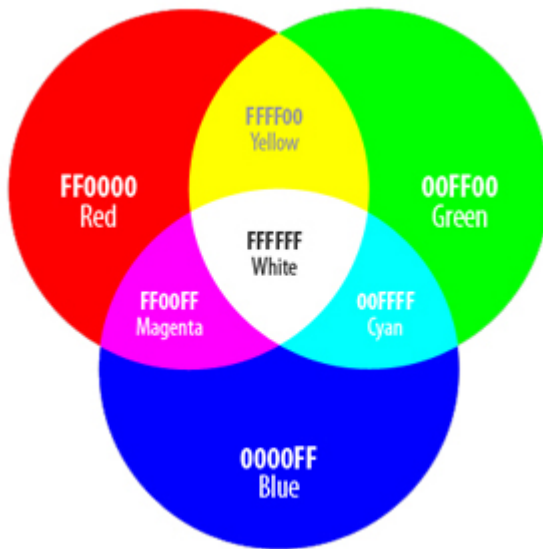 FFFF00
Yellow
FF0000
Red
00FF00
Green
FFFFFF
White
FF00FF
Magenta
00FFFF
Cyan
0000FF
Blue